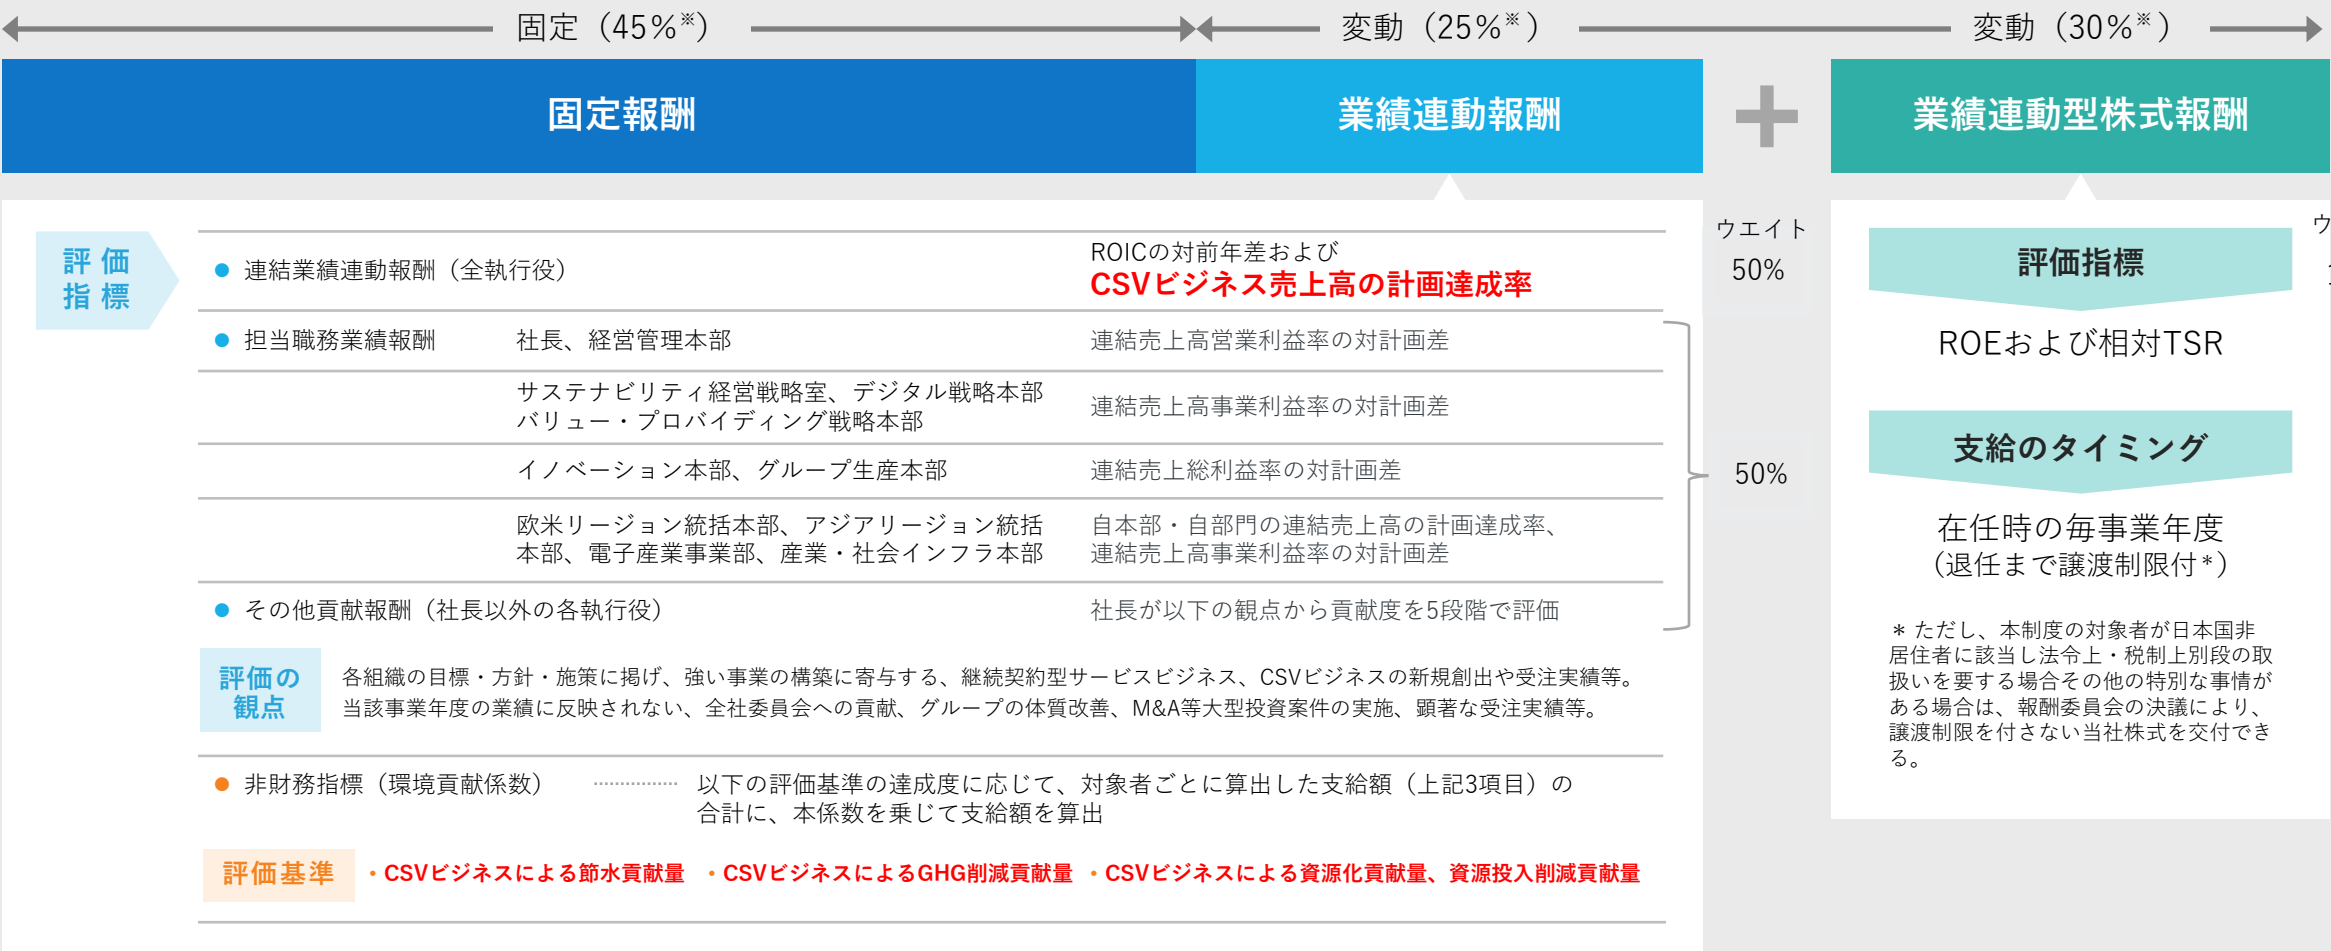 固定（45%※）
変動（25%※）
変動（30%※）
固定報酬
業績連動報酬
業績連動型株式報酬
評価
指標
ウエイト
● 連結業績連動報酬（全執行役）
ROICの対前年差および
CSVビジネス売上高の計画達成率
50%
● 担当職務業績報酬
社長、経営管理本部
連結売上高営業利益率の対計画差
サステナビリティ経営戦略室、デジタル戦略本部
バリュー・プロバイディング戦略本部
連結売上高事業利益率の対計画差
イノベーション本部、グループ生産本部
連結売上総利益率の対計画差
50%
欧米リージョン統括本部、アジアリージョン統括
本部、電子産業事業部、産業・社会インフラ本部
自本部・自部門の連結売上高の計画達成率、
連結売上高事業利益率の対計画差
● その他貢献報酬（社長以外の各執行役）
社長が以下の観点から貢献度を5段階で評価
評価の
観点
各組織の目標・方針・施策に掲げ、強い事業の構築に寄与する、継続契約型サービスビジネス、CSVビジネスの新規創出や受注実績等。
当該事業年度の業績に反映されない、全社委員会への貢献、グループの体質改善、M&A等大型投資案件の実施、顕著な受注実績等。
● 非財務指標（環境貢献係数）
以下の評価基準の達成度に応じて、対象者ごとに算出した支給額（上記3項目）の
合計に、本係数を乗じて支給額を算出
評価基準
・CSVビジネスによる節水貢献量 ・CSVビジネスによるGHG削減貢献量 ・CSVビジネスによる資源化貢献量、資源投入削減貢献量
評価指標
ROEおよび相対TSR
支給のタイミング
在任時の毎事業年度
（退任まで譲渡制限付*）
* ただし、本制度の対象者が日本国非
居住者に該当し法令上・税制上別段の取
扱いを要する場合その他の特別な事情が
ある場合は、報酬委員会の決議により、
譲渡制限を付さない当社株式を交付でき
る。